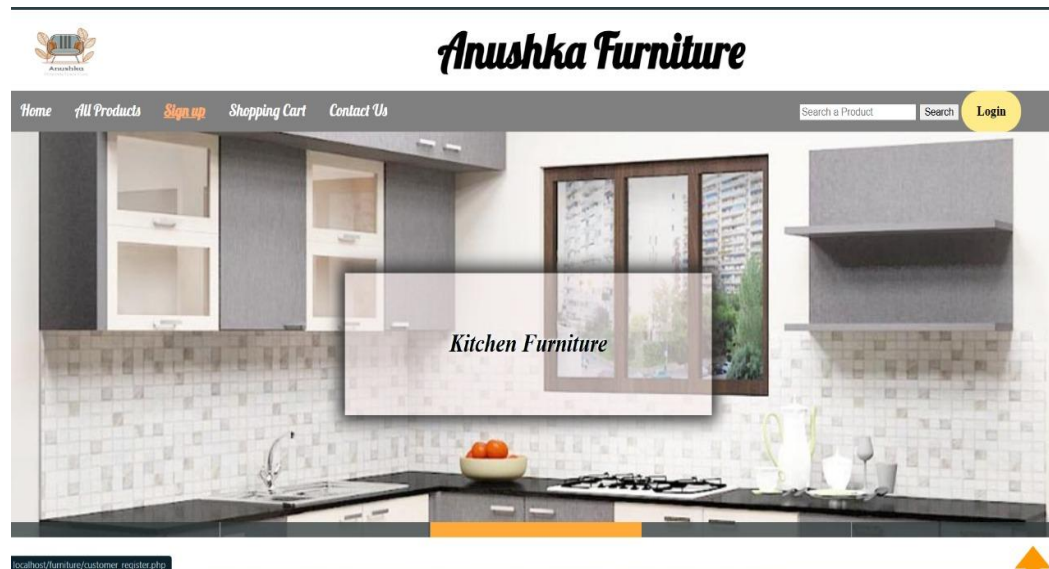 Anushka
Anushka Furniture
Home All Products Sign up Shopping Cart Contact Us Search a Product Search Login
Kitchen Furniture
localhost/furniture/customer_register.php